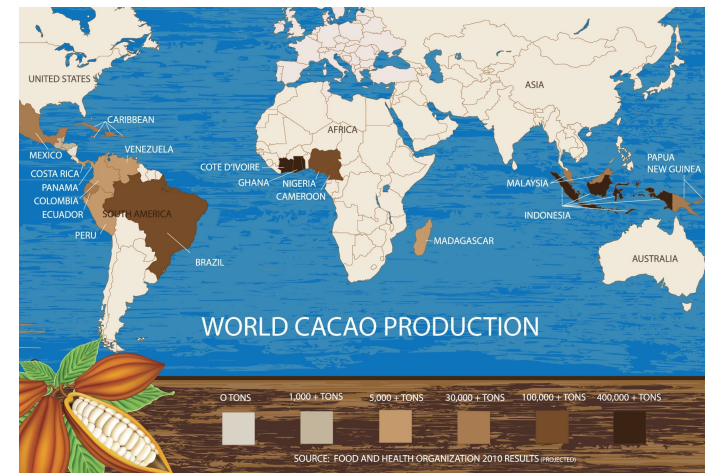 UNITED STATES
ASIA
CARIBBEAN
AFRICA
MEXICO
VENEZUELA
PAPUA
NEW GUINEA
COTE D'IVOIRE
COSTA RICA
PANAMA
COLOMBIA
ECUADOR
GHANA
NIGERIA
CAMEROON
MALAYSIA
SOUTH AMERICA
INDONESIA
PERU
MADAGASCAR
BRAZIL
AUSTRALIA
WORLD CACAO PRODUCTION
O TONS
1,000 + TONS
5,000 + TONS
30,000 + TONS
100,000 + TONS
400,000 + TONS
SOURCE: FOOD AND HEALTH ORGANIZATION 2010 RESULTS (PROJECTED)